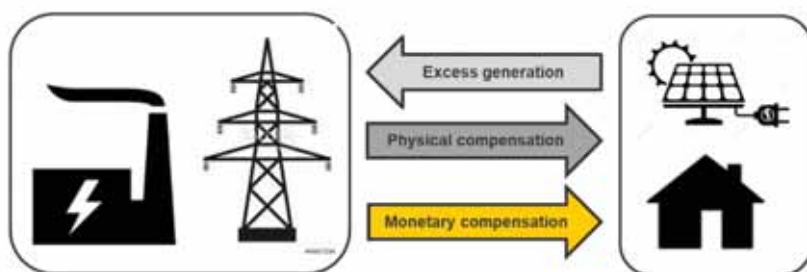 Excess generation
Physical compensation
Monetary compensation